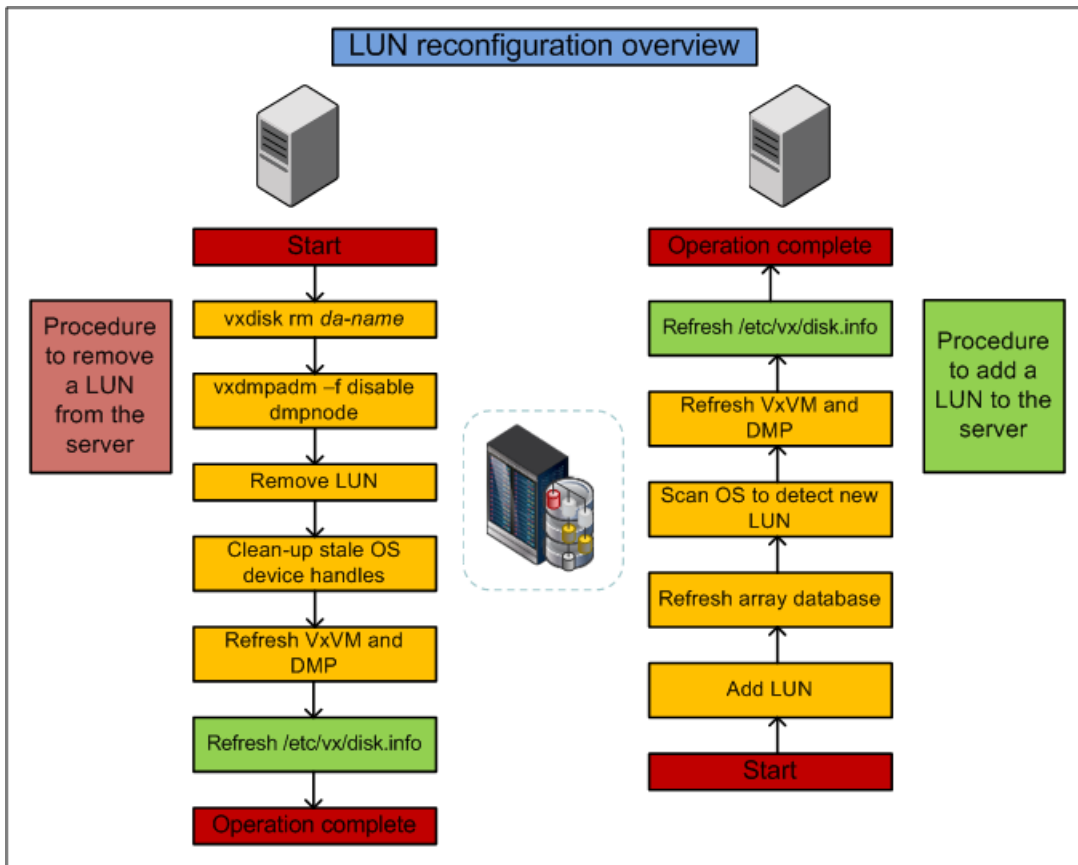 LUN reconfiguration overview
Procedure
to remove
a LUN
from the
server
Start
vxdisk rm da-name
vxdmpadm –f disable
dmpnode
Remove LUN
Clean-up stale OS
device handles
Refresh VxVM and
DMP
Refresh /etc/vx/disk.info
Operation complete
Operation complete
Refresh /etc/vx/disk.info
Refresh VxVM and
DMP
Scan OS to detect new
LUN
Refresh array database
Add LUN
Start
Procedure
to add a
LUN to the
server